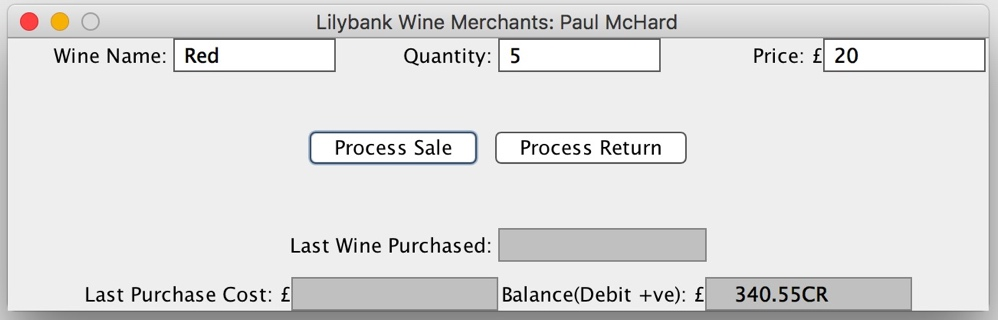 Lilybank Wine Merchants: Paul McHard
Wine Name: Red Quantity: 5 Price: £ 20
Process Sale Process Return
Last Wine Purchased:
Last Purchase Cost: £ Balance(Debit +ve): £ 340.55CR